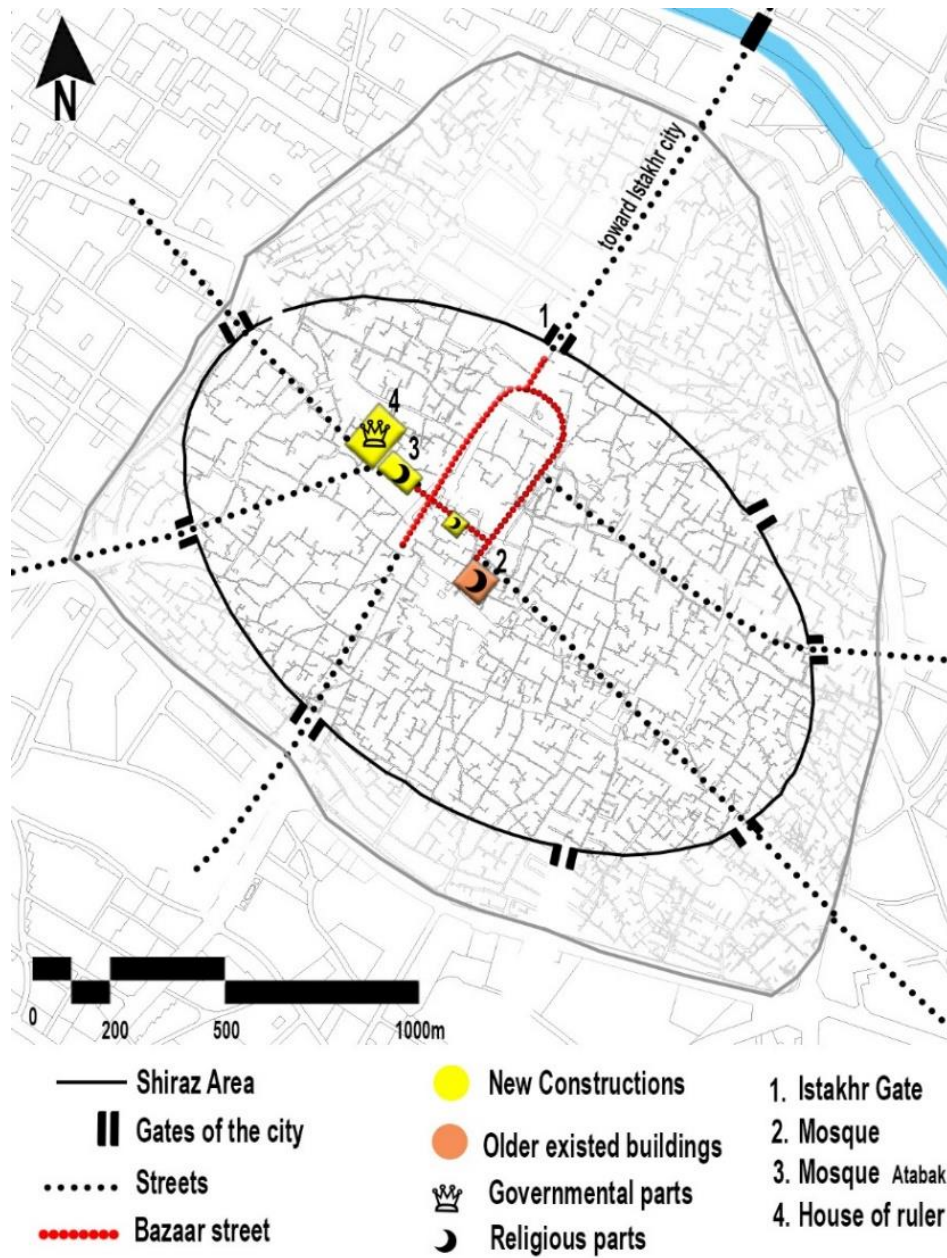 N
toward Istakhr city
1
4
3
2
0 200 500 1000m
Shiraz Area
Gates of the city
Streets
Bazaar street
New Constructions
Older existed buildings
Governmental parts
Religious parts
1. Istakhr Gate
2. Mosque
3. Mosque Atabak
4. House of ruler